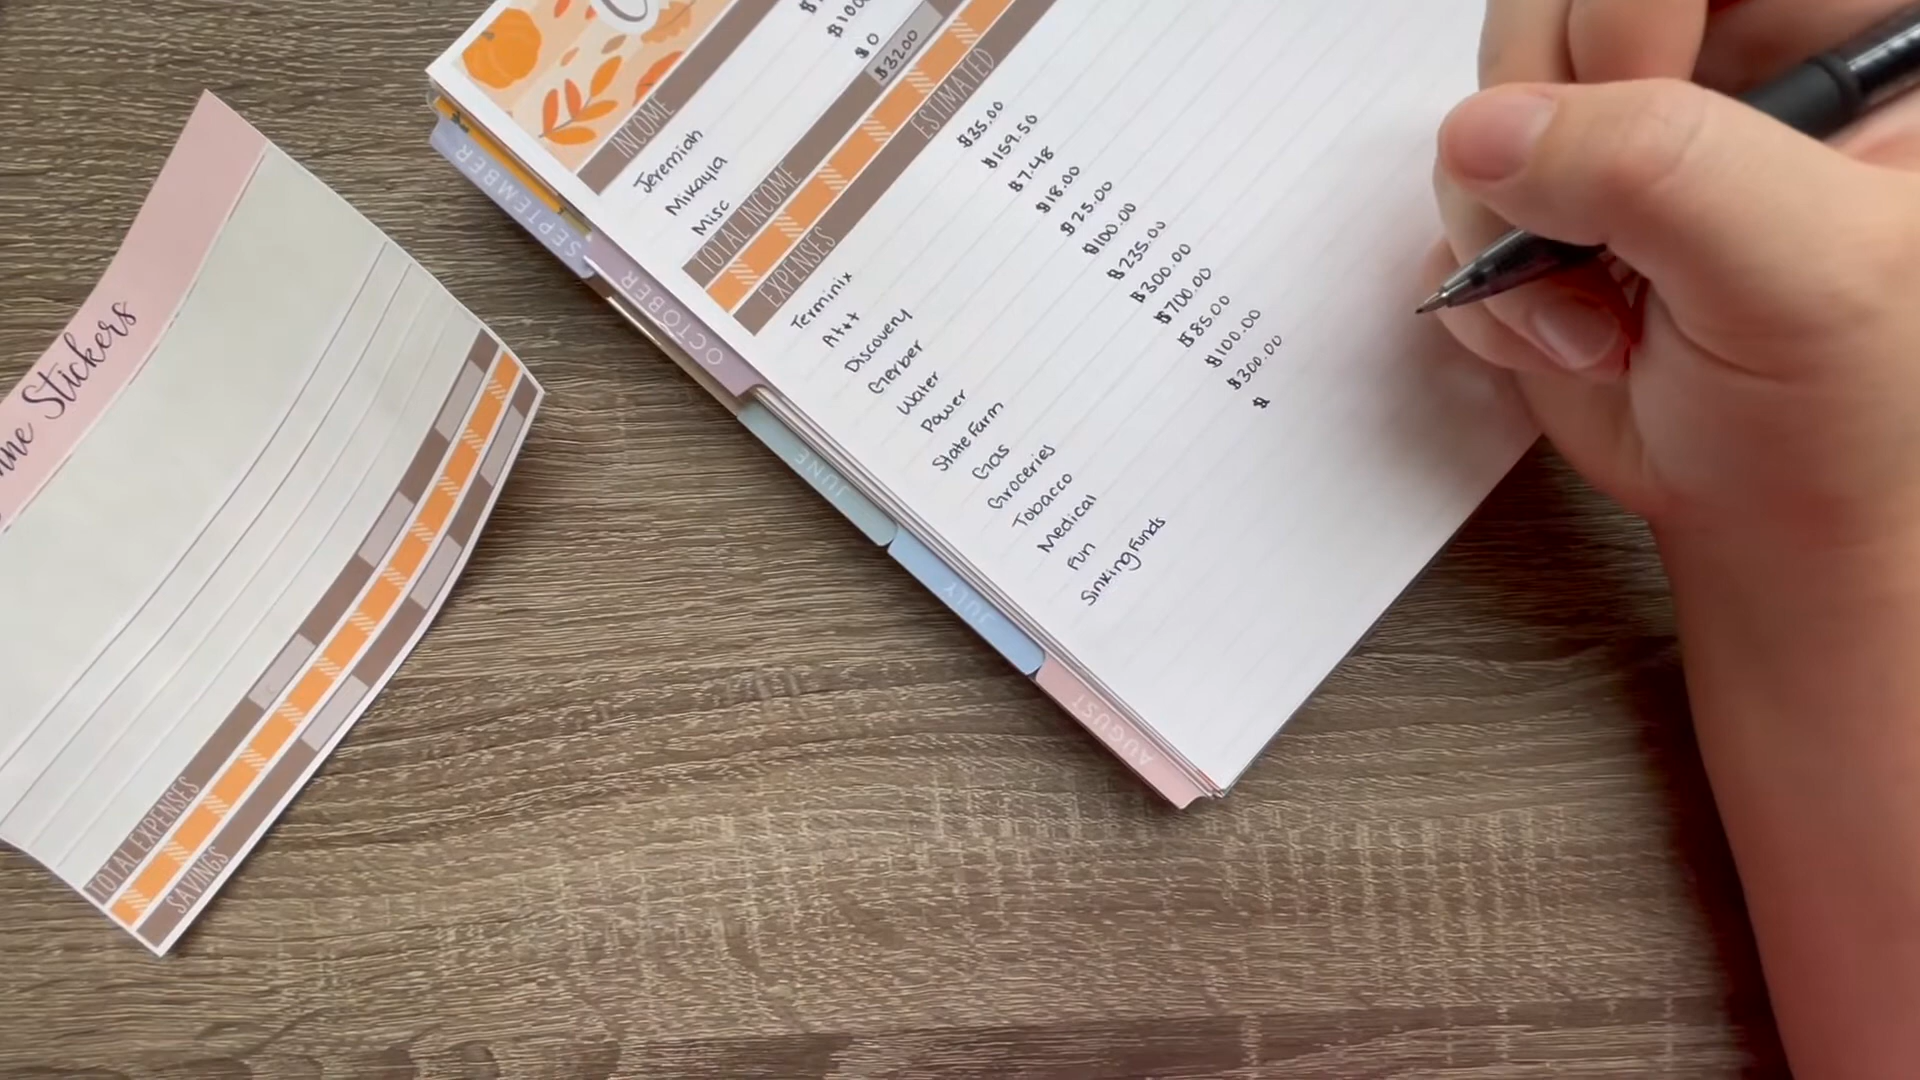 INCOME
Jeremiah
Mikayla $100
Misc $0
TOTAL INCOME $3200
EXPENSES ESTIMATED
Terminix $35.00
At&t $159.50
Discovery $7.48
Gerber $18.00
Water $25.00
Power $100.00
State Farm $235.00
Gas $300.00
Groceries $700.00
Tobacco $85.00
Medical $100.00
Fun $300.00
Sinking Funds $
SEPTEMBER
OCTOBER
JUNE
JULY
AUGUST
Stickers
TOTAL EXPENSES
SAVINGS